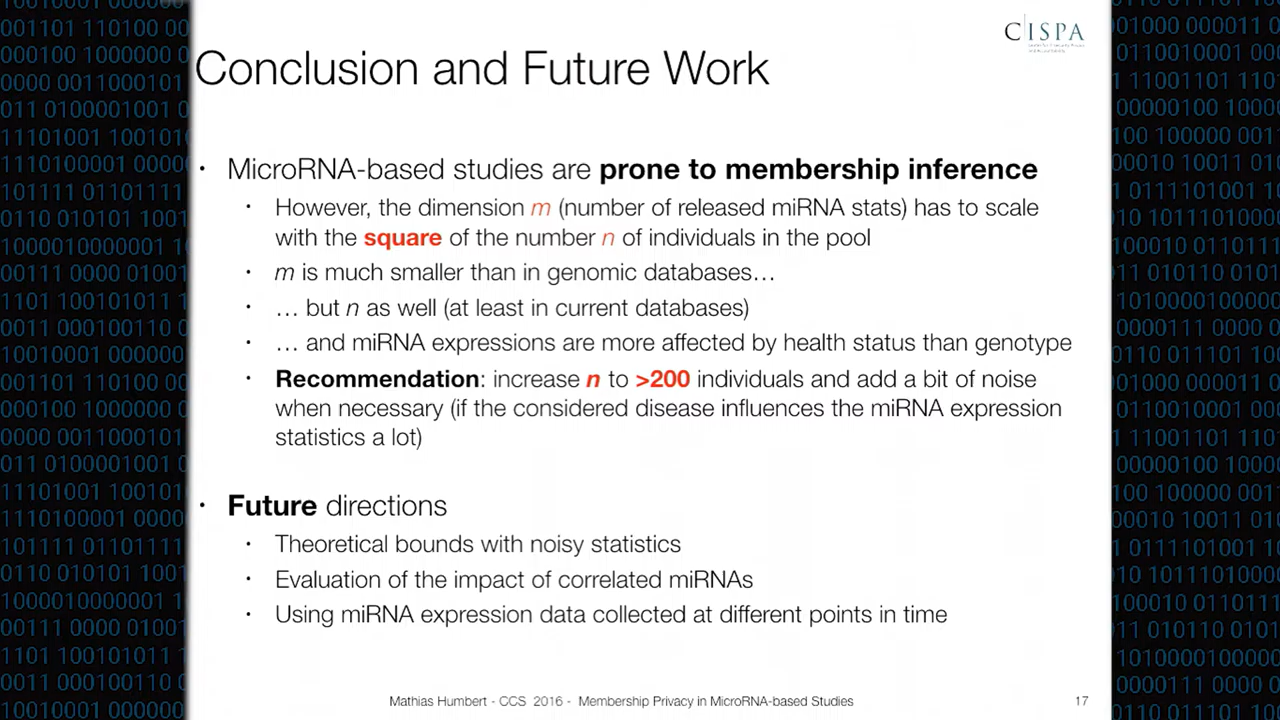 CISPA
Conclusion and Future Work
• MicroRNA-based studies are prone to membership inference
• However, the dimension m (number of released miRNA stats) has to scale
with the square of the number n of individuals in the pool
• m is much smaller than in genomic databases…
• … but n as well (at least in current databases)
• … and miRNA expressions are more affected by health status than genotype
• Recommendation: increase n to >200 individuals and add a bit of noise
when necessary (if the considered disease influences the miRNA expression
statistics a lot)
• Future directions
• Theoretical bounds with noisy statistics
• Evaluation of the impact of correlated miRNAs
• Using miRNA expression data collected at different points in time
Mathias Humbert - CCS 2016 - Membership Privacy in MicroRNA-based Studies
17